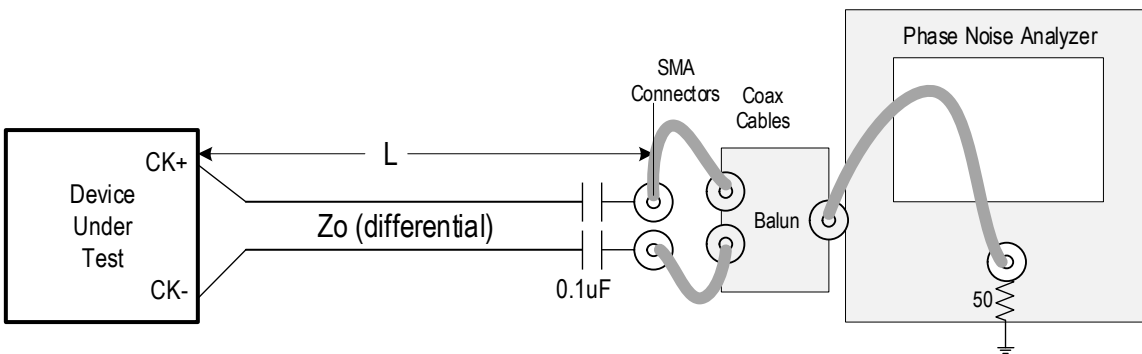 Phase Noise Analyzer
SMA
Connectors
Coax
Cables
CK+
L
Device
Under
Test
Zo (differential)
Balun
CK-
0.1uF
50